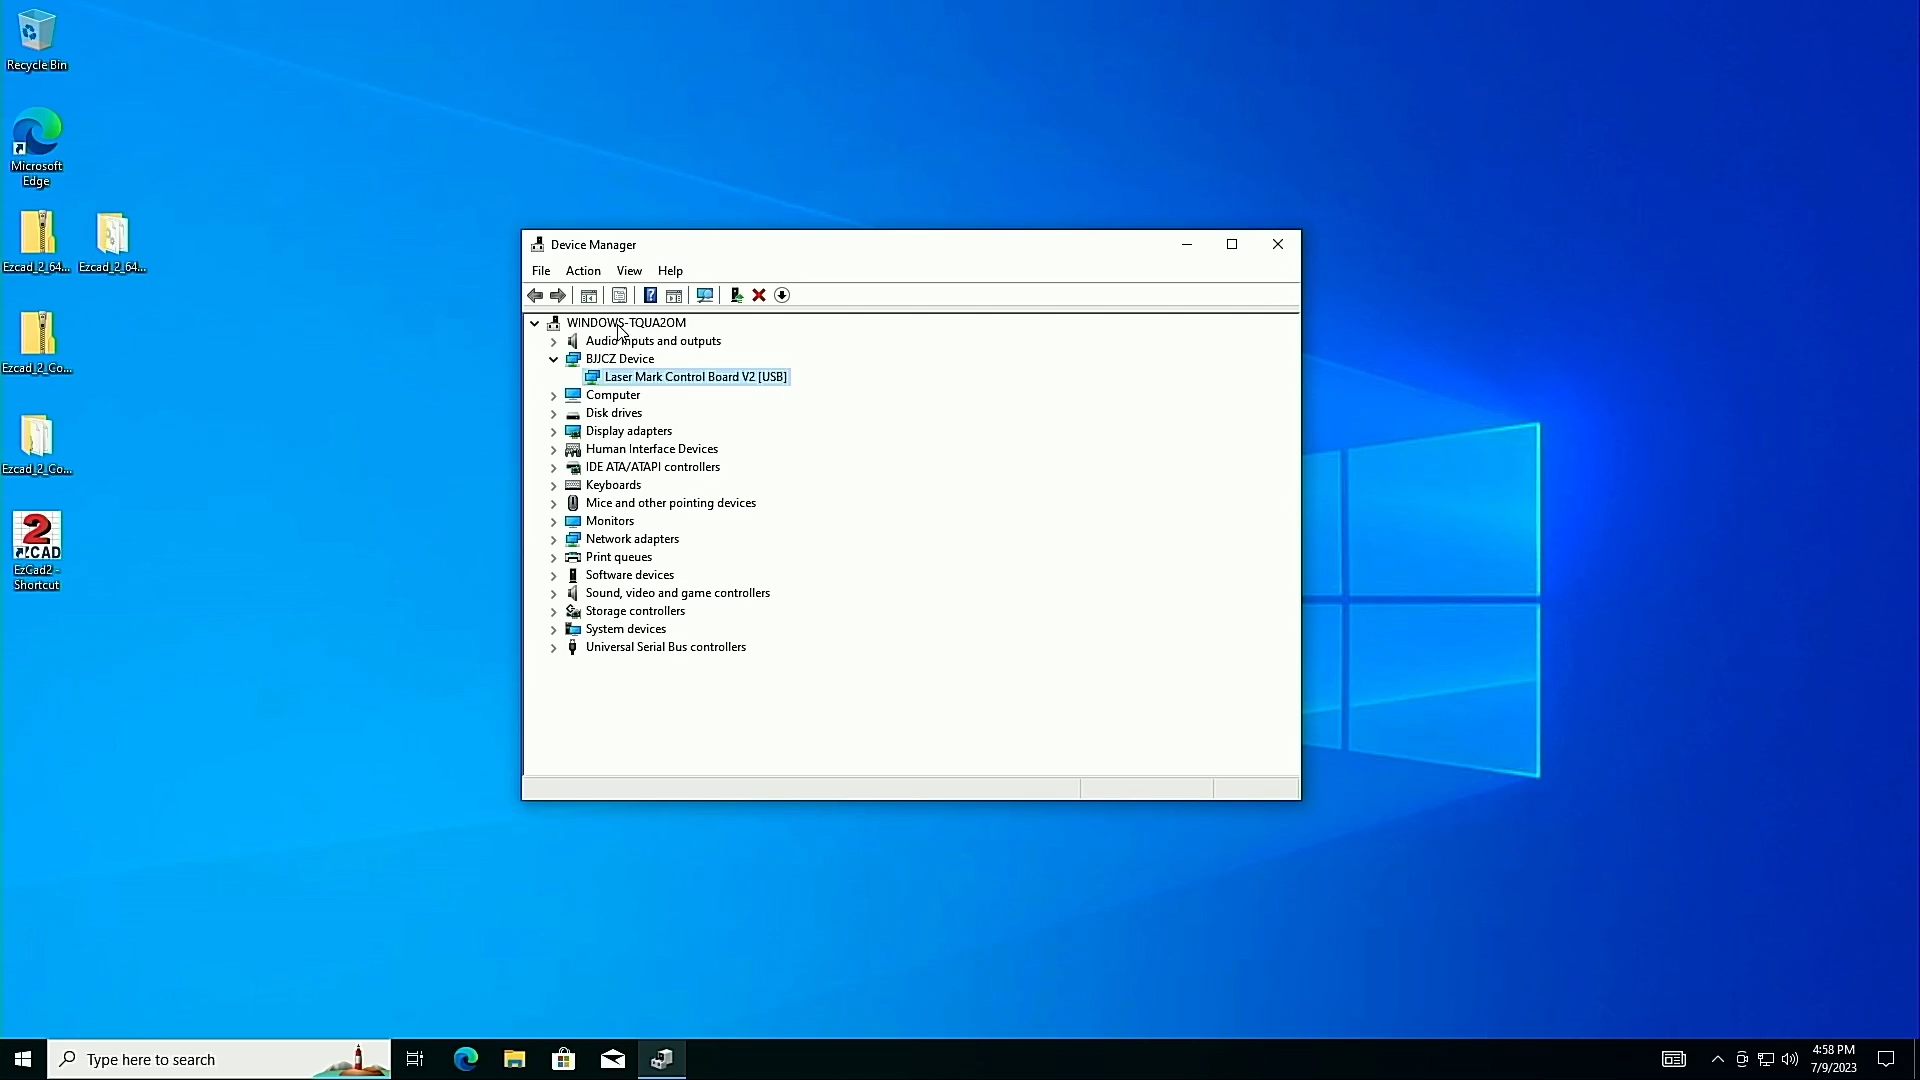 Recycle Bin
Microsoft
Edge
Ezcad_2_64...
Ezcad_2_64...
Ezcad_2_Go...
Ezcad_2_Go...
2
EZCAD
EzCad2 -
Shortcut
Device Manager
File Action View Help
WINDOWS-TQUA2OM
Audio inputs and outputs
BJJCZ Device
Laser Mark Control Board V2 [USB]
Computer
Disk drives
Display adapters
Human Interface Devices
IDE ATA/ATAPI controllers
Keyboards
Mice and other pointing devices
Monitors
Network adapters
Print queues
Software devices
Sound, video and game controllers
Storage controllers
System devices
Universal Serial Bus controllers
Type here to search
4:58 PM
7/9/2023